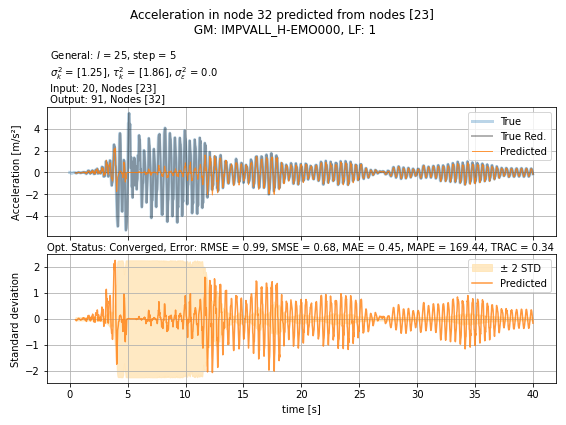 Acceleration in node 32 predicted from nodes [23]
GM: IMPVALL_H-EMO000, LF: 1
General: l = 25, step = 5
σ²ₖ = [1.25], τ²ₖ = [1.86], σ²ₑ = 0.0
Input: 20, Nodes [23]
Output: 91, Nodes [32]
True
True Red.
Predicted
Acceleration [m/s²]
4
2
0
−2
−4
Opt. Status: Converged, Error: RMSE = 0.99, SMSE = 0.68, MAE = 0.45, MAPE = 169.44, TRAC = 0.34
± 2 STD
Predicted
Standard deviation
2
1
0
−1
−2
0 5 10 15 20 25 30 35 40
time [s]